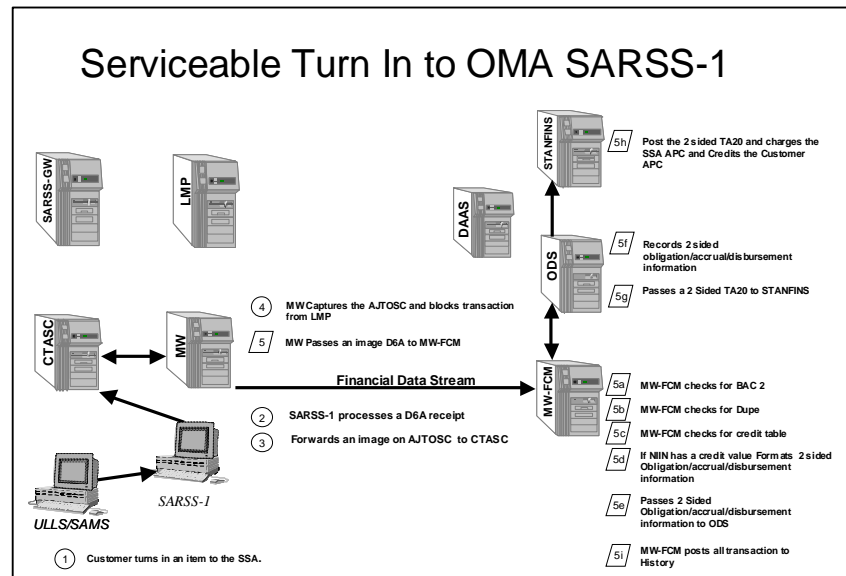 Serviceable Turn In to OMA SARSS-1
SARSS-GW
LMP
DAAS
STANFINS
5h
Post the 2 sided TA20 and charges the
SSA APC and Credits the Customer
APC
ODS
5f
Records 2 sided
obligation/accrual/disbursement
information
5g
Passes a 2 Sided TA20 to STANFINS
4
MW Captures the AJTOSC and blocks transaction
from LMP
5
MW Passes an image D6A to MW-FCM
CTASC
MW
Financial Data Stream
MW-FCM
2
SARSS-1 processes a D6A receipt
3
Forwards an image on AJTOSC to CTASC
5a
MW-FCM checks for BAC 2
5b
MW-FCM checks for Dupe
5c
MW-FCM checks for credit table
5d
If NIIN has a credit value Formats 2 sided
Obligation/accrual/disbursement
information
5e
Passes 2 Sided
Obligation/accrual/disbursement
information to ODS
5i
MW-FCM posts all transaction to
History
SARSS-1
ULLS/SAMS
1
Customer turns in an item to the SSA.